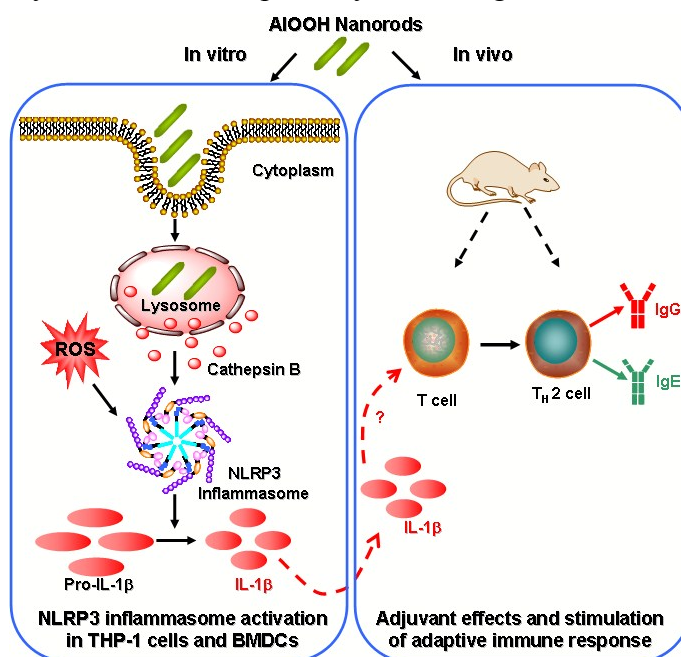 AlOOH Nanorods
In vitro
In vivo
Cytoplasm
Lysosome
ROS
Cathepsin B
NLRP3
Inflammasome
Pro-IL-1β
IL-1β
NLRP3 inflammasome activation
in THP-1 cells and BMDCs
IgG
IgE
T cell
TH 2 cell
?
IL-1β
Adjuvant effects and stimulation
of adaptive immune response